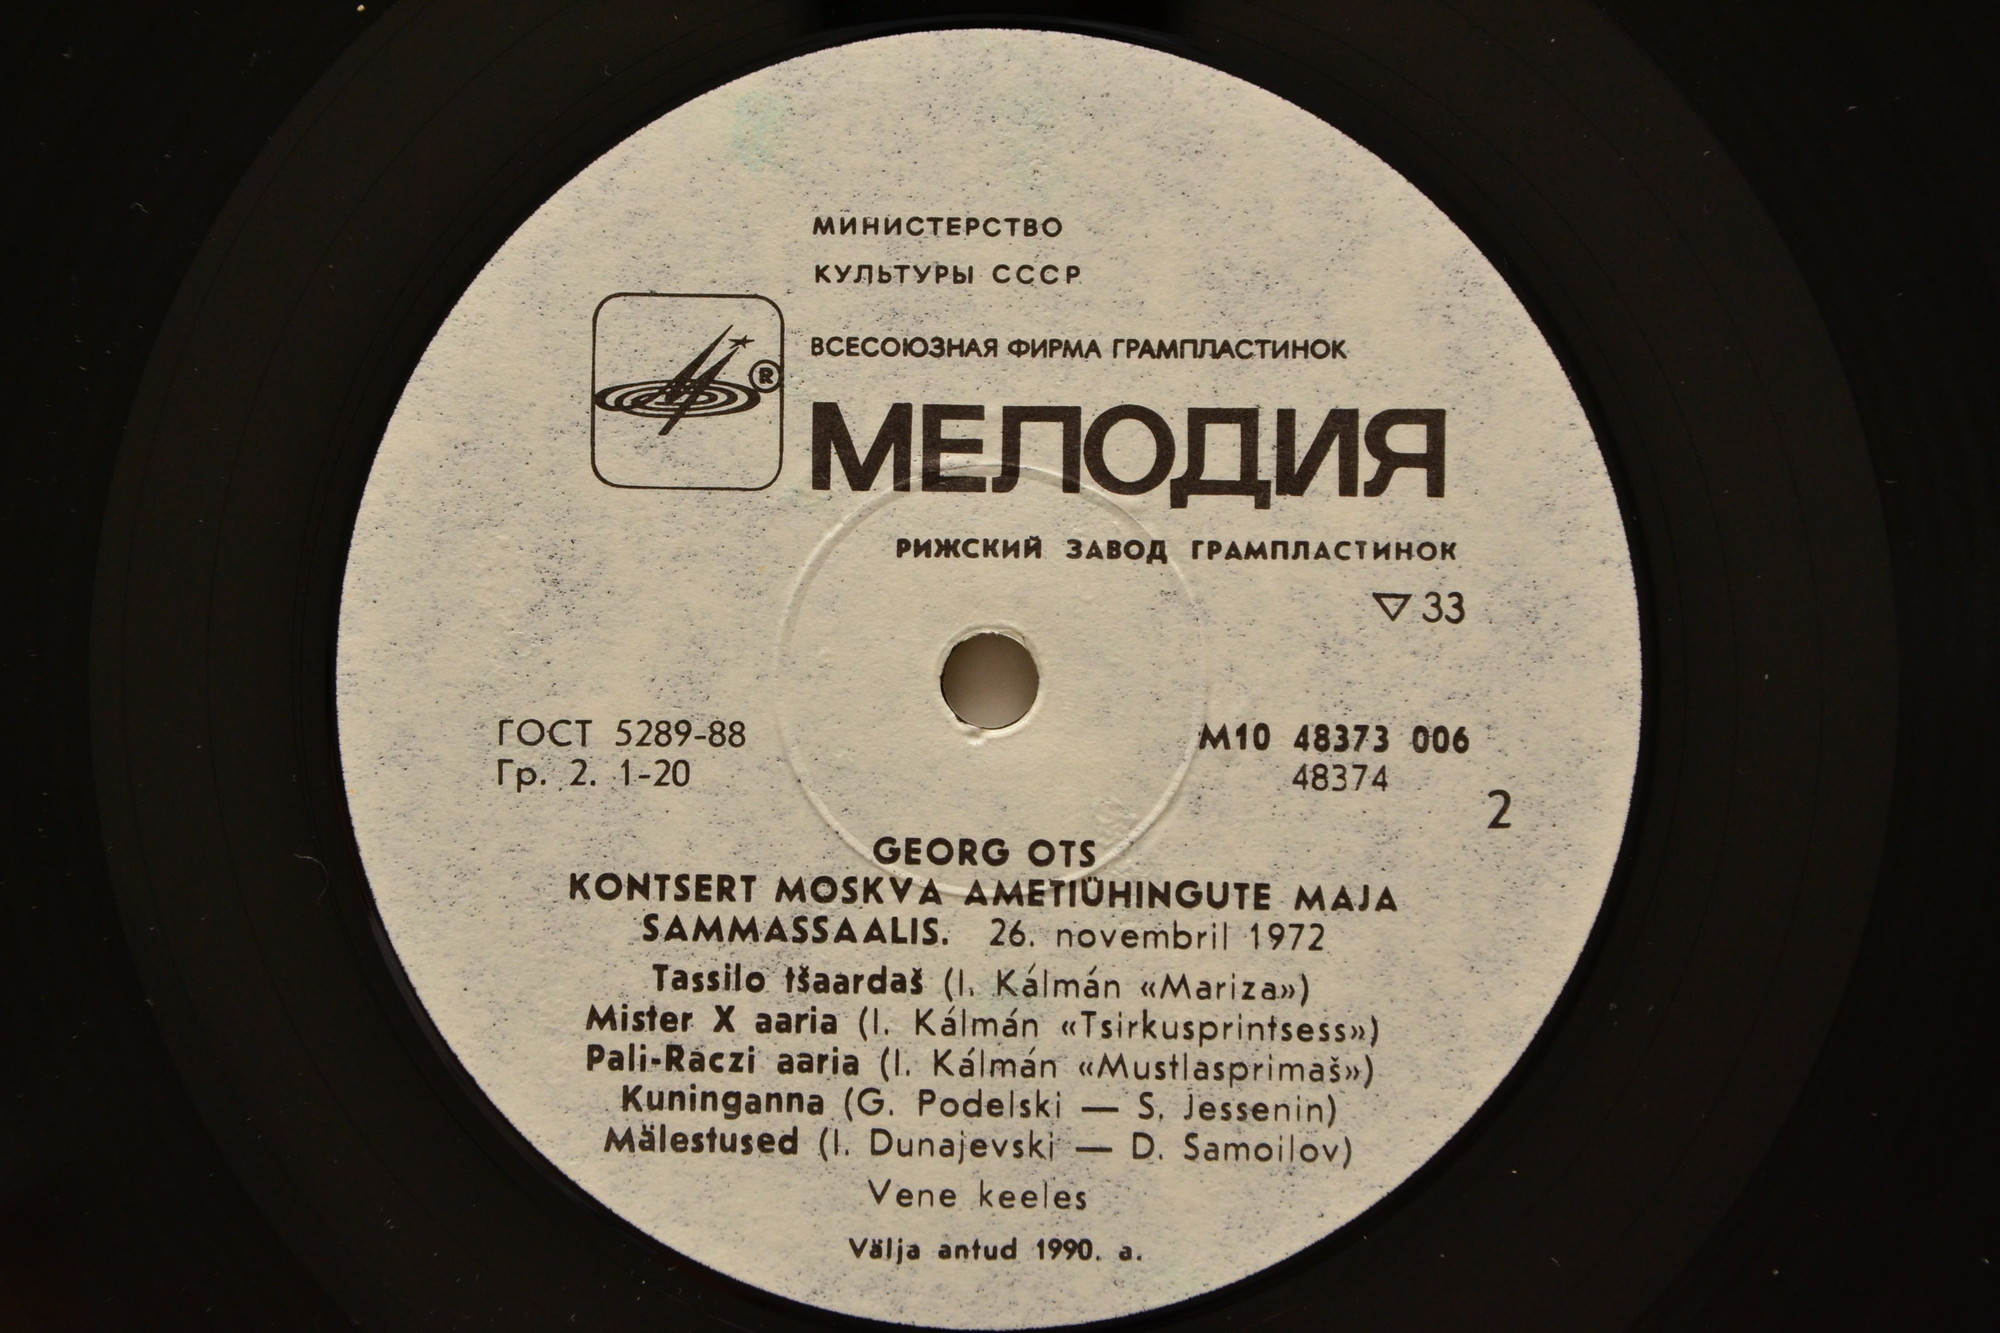 МИНИСТЕРСТВО
КУЛЬТУРЫ СССР
ВСЕСОЮЗНАЯ ФИРМА ГРАМПЛАСТИНОК
®
МЕЛОДИЯ
РИЖСКИЙ ЗАВОД ГРАМПЛАСТИНОК
▽ 33
ГОСТ 5289-88
Гр. 2. 1-20
М10 48373 006
48374
2
GEORG OTS
KONTSERT MOSKVA AMETIÜHINGUTE MAJA
SAMMASSAALIS. 26. novembril 1972
Tassilo tšaardaš (I. Kálmán «Mariza»)
Mister X aaria (I. Kálmán «Tsirkusprintsess»)
Pali-Raczi aaria (I. Kálmán «Mustlasprimaš»)
Kuninganna (G. Podelski — S. Jessenin)
Mälestused (I. Dunajevski — D. Samoilov)
Vene keeles
Välja antud 1990. a.